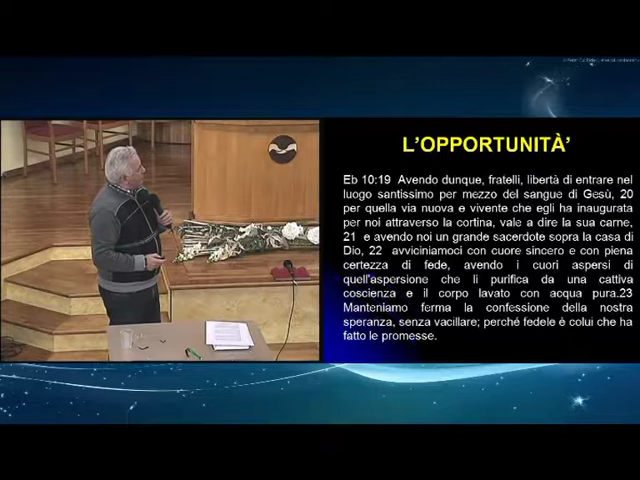 L'OPPORTUNITÀ'
Eb 10:19 Avendo dunque, fratelli, libertà di entrare nel
luogo santissimo per mezzo del sangue di Gesù, 20
per quella via nuova e vivente che egli ha inaugurata
per noi attraverso la cortina, vale a dire la sua carne,
21 e avendo noi un grande sacerdote sopra la casa di
Dio, 22 avviciniamoci con cuore sincero e con piena
certezza di fede, avendo i cuori aspersi di
quell'aspersione che li purifica da una cattiva
coscienza e il corpo lavato con acqua pura.23
Manteniamo ferma la confessione della nostra
speranza, senza vacillare; perché fedele è colui che ha
fatto le promesse.